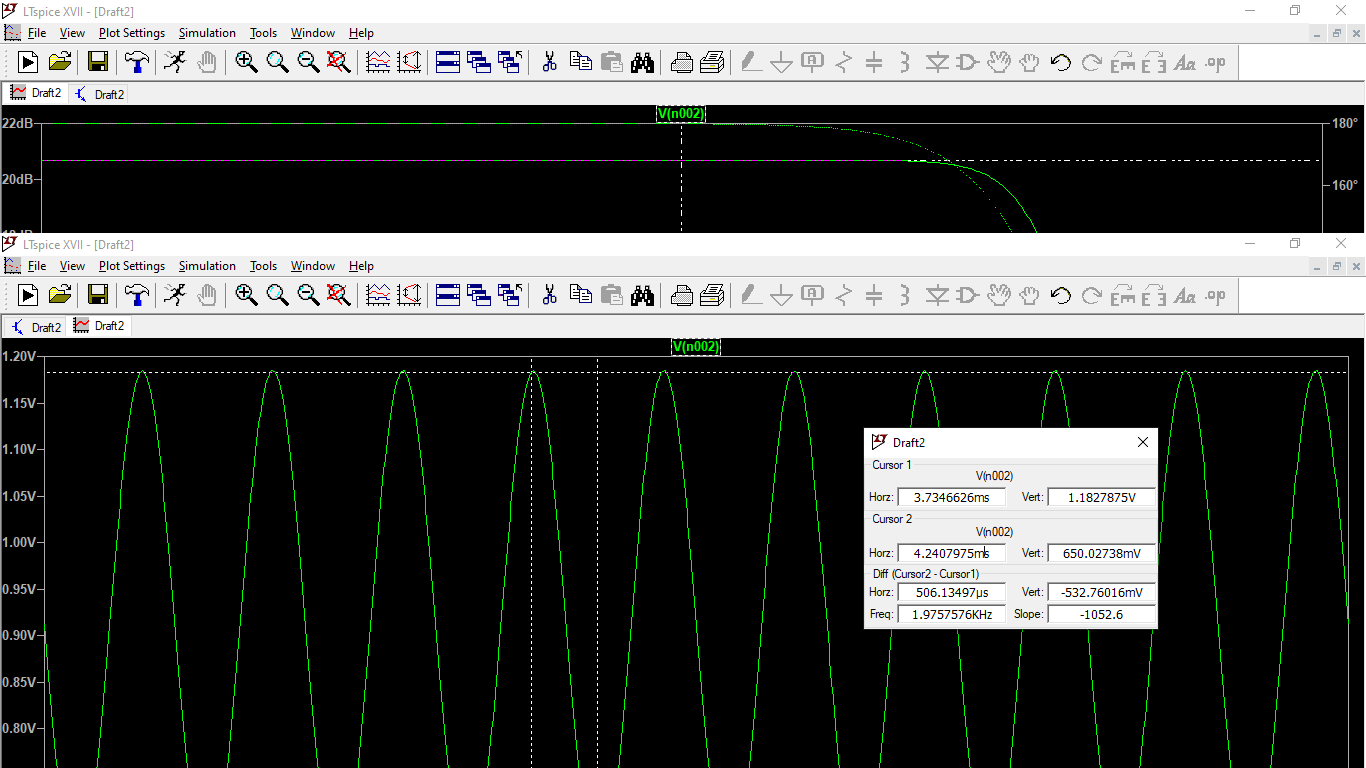 LTspice XVII - [Draft2]
File View Plot Settings Simulation Tools Window Help
Draft2 Draft2
V(n002)
22dB 180°
20dB 160°
LTspice XVII - [Draft2]
File View Plot Settings Simulation Tools Window Help
Draft2 Draft2
V(n002)
1.20V
1.15V
1.10V
1.05V
1.00V
0.95V
0.90V
0.85V
0.80V
Draft2
Cursor 1
V(n002)
Horz: 3.7346626ms Vert: 1.1827875V
Cursor 2
V(n002)
Horz: 4.2407975ms Vert: 650.02738mV
Diff (Cursor2 - Cursor1)
Horz: 506.13497µs Vert: -532.76016mV
Freq: 1.9757576KHz Slope: -1052.6